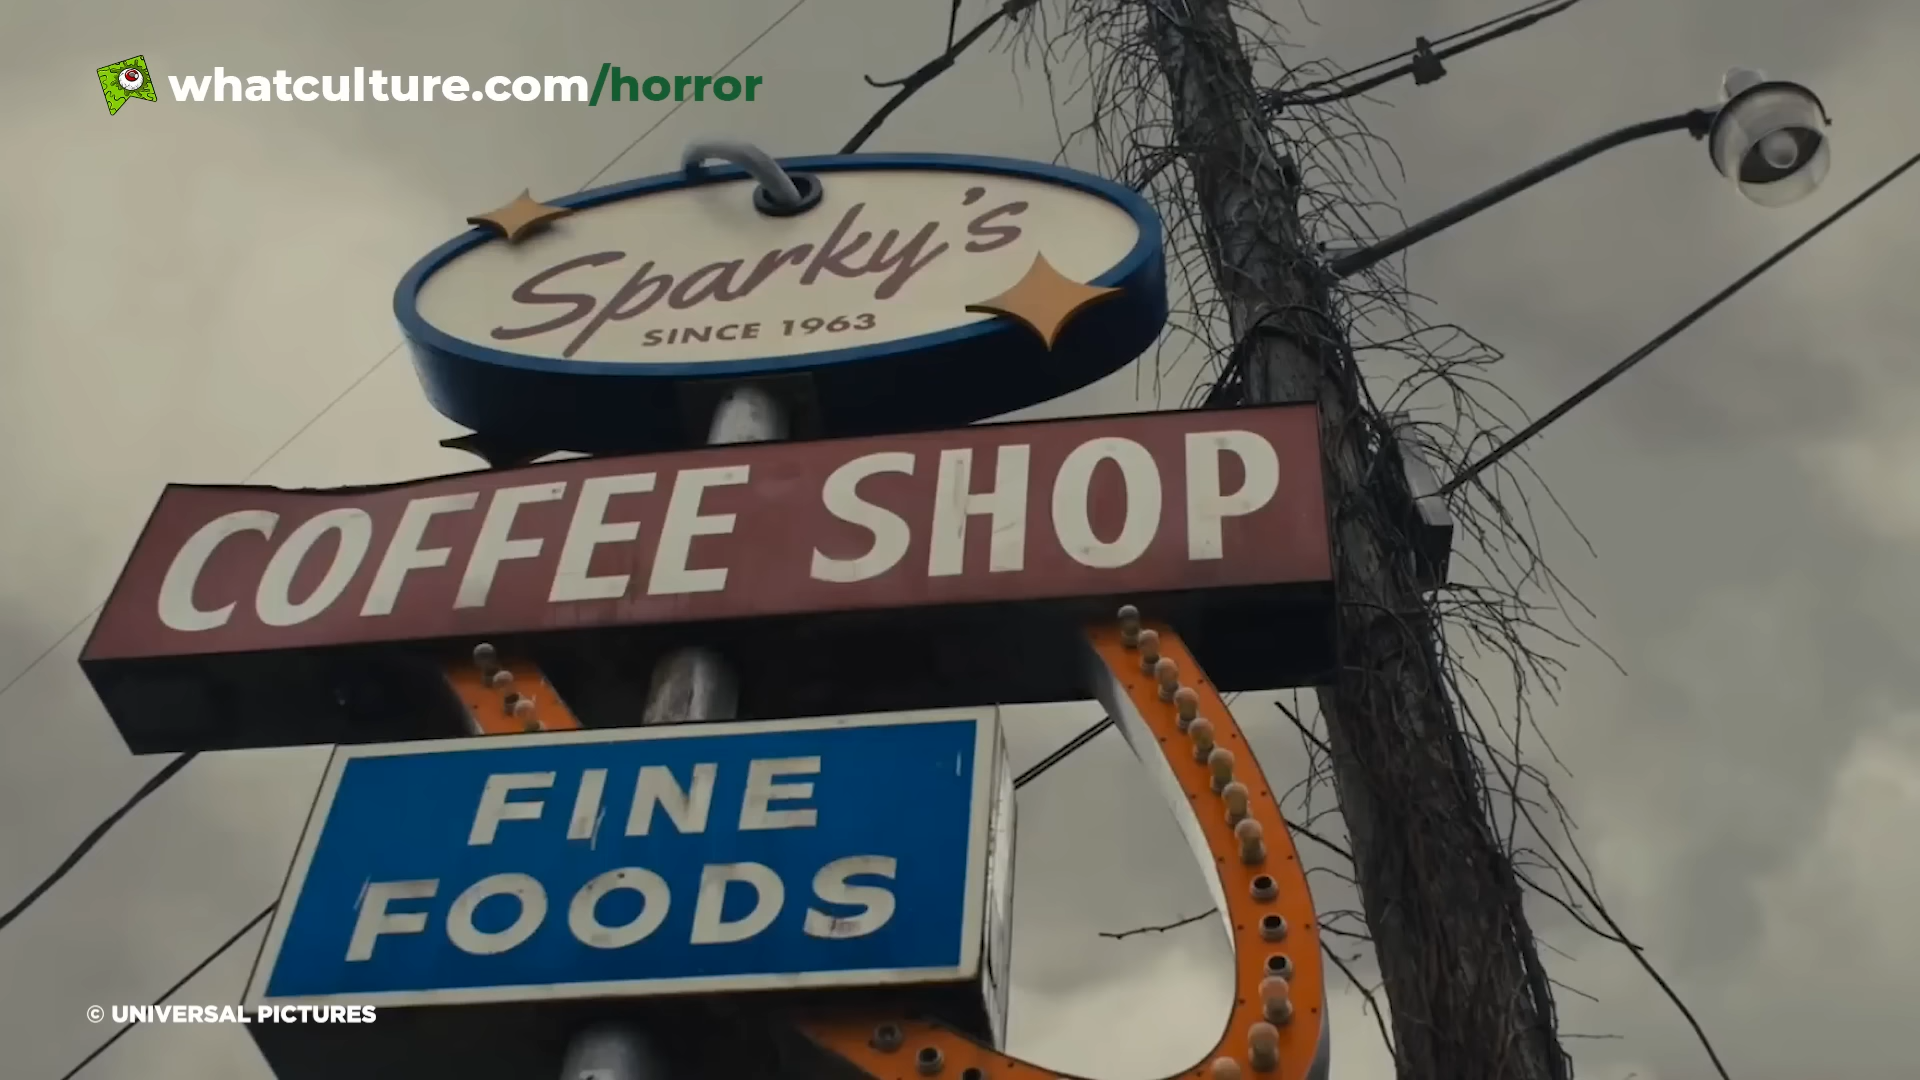 whatculture.com/horror
Sparky's
SINCE 1963
COFFEE SHOP
FINE
FOODS
© UNIVERSAL PICTURES